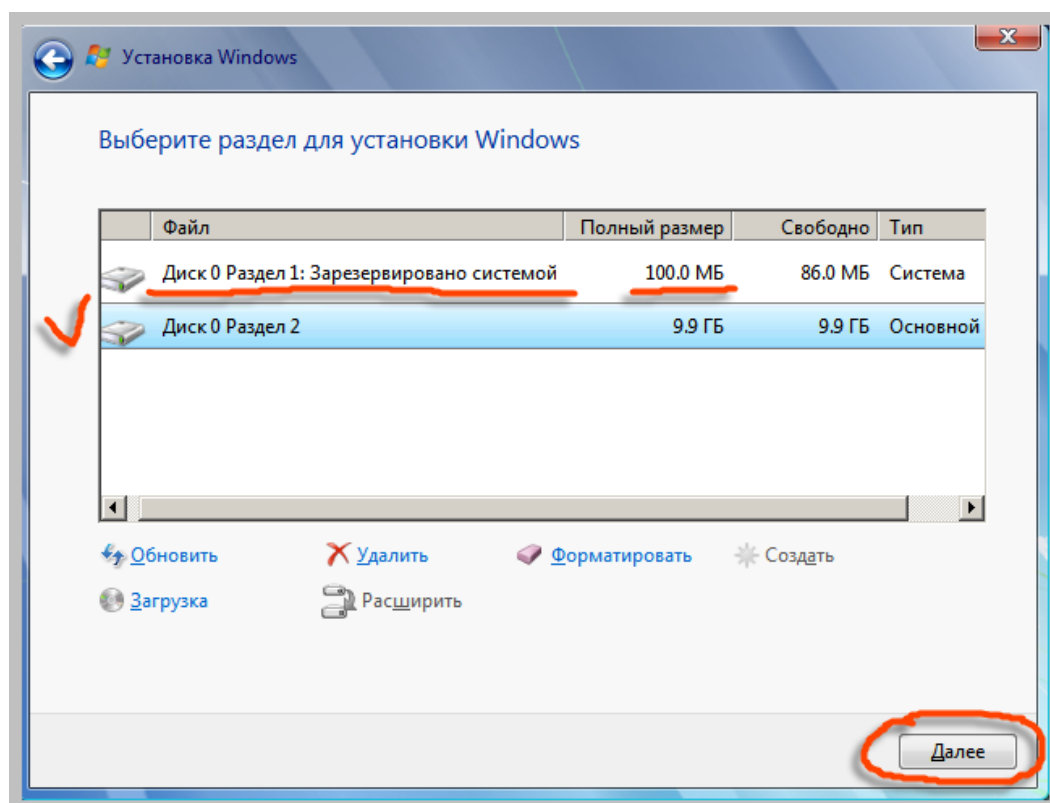 Установка Windows
Выберите раздел для установки Windows
Файл Полный размер Свободно Тип
Диск 0 Раздел 1: Зарезервировано системой 100.0 МБ 86.0 МБ Система
Диск 0 Раздел 2 9.9 ГБ 9.9 ГБ Основной
Обновить Удалить Форматировать Создать
Загрузка Расширить
Далее